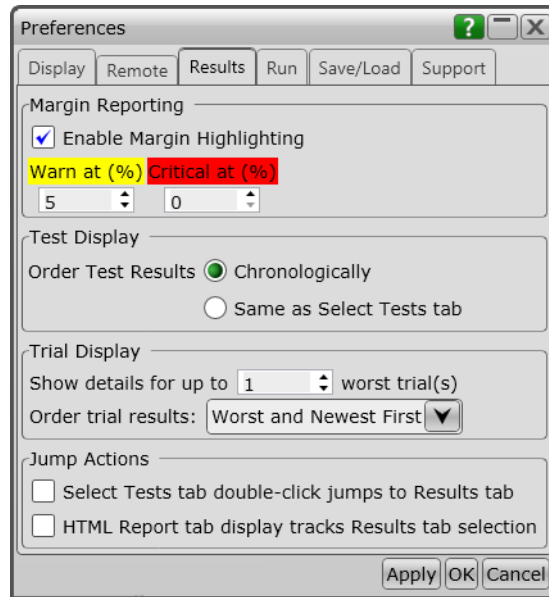 Preferences ? X
Display Remote Results Run Save/Load Support
Margin Reporting
Enable Margin Highlighting
Warn at (%) Critical at (%)
5 0
Test Display
Order Test Results Chronologically
Same as Select Tests tab
Trial Display
Show details for up to 1 worst trial(s)
Order trial results: Worst and Newest First
Jump Actions
Select Tests tab double-click jumps to Results tab
HTML Report tab display tracks Results tab selection
Apply OK Cancel